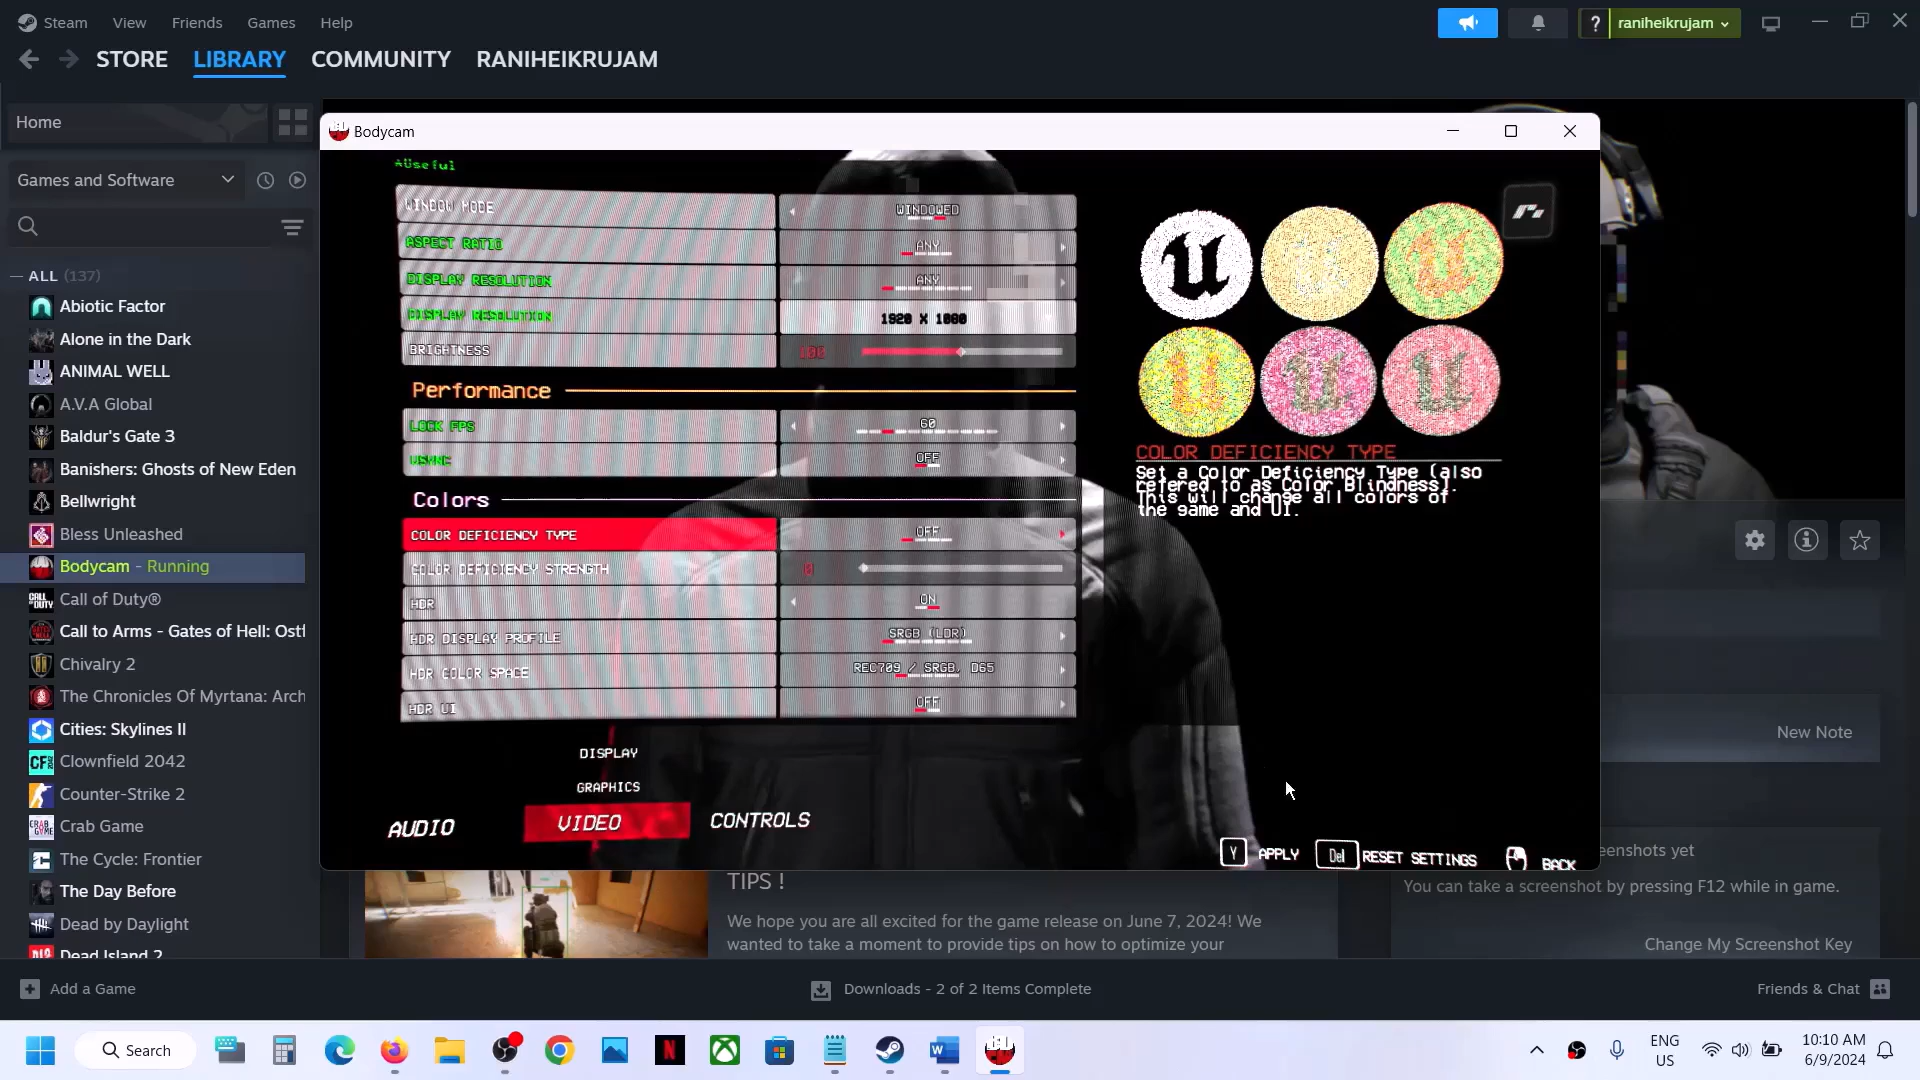 Steam
View
Friends
Games
Help
?
raniheikrujam
STORE
LIBRARY
COMMUNITY
RANIHEIKRUJAM
Home
Games and Software
ALL (137)
Abiotic Factor
Alone in the Dark
ANIMAL WELL
A.V.A Global
Baldur's Gate 3
Banishers: Ghosts of New Eden
Bellwright
Bless Unleashed
Bodycam - Running
Call of Duty®
Call to Arms - Gates of Hell: Ostf
Chivalry 2
The Chronicles Of Myrtana: Arch
Cities: Skylines II
Clownfield 2042
Counter-Strike 2
Crab Game
The Cycle: Frontier
The Day Before
Dead by Daylight
Dead Island 2
Bodycam
*Useful
WINDOW MODE
WINDOWED
ASPECT RATIO
ANY
DISPLAY RESOLUTION
ANY
DISPLAY RESOLUTION
1920 X 1080
BRIGHTNESS
100
Performance
LOCK FPS
60
VSYNC
OFF
Colors
COLOR DEFICIENCY TYPE
OFF
COLOR DEFICIENCY STRENGTH
0
HDR
ON
HDR DISPLAY PROFILE
SRGB (LDR)
HDR COLOR SPACE
REC709 / SRGB, D65
HDR UI
OFF
COLOR DEFICIENCY TYPE
Set a Color Deficiency Type (also
refered to as Color Blindness).
This will change all colors of
the game and UI.
DISPLAY
GRAPHICS
AUDIO
VIDEO
CONTROLS
Y APPLY
Del RESET SETTINGS
BACK
New Note
eenshots yet
You can take a screenshot by pressing F12 while in game.
Change My Screenshot Key
TIPS !
We hope you are all excited for the game release on June 7, 2024! We
wanted to take a moment to provide tips on how to optimize your
Add a Game
Downloads - 2 of 2 Items Complete
Friends & Chat
Search
ENG
US
10:10 AM
6/9/2024